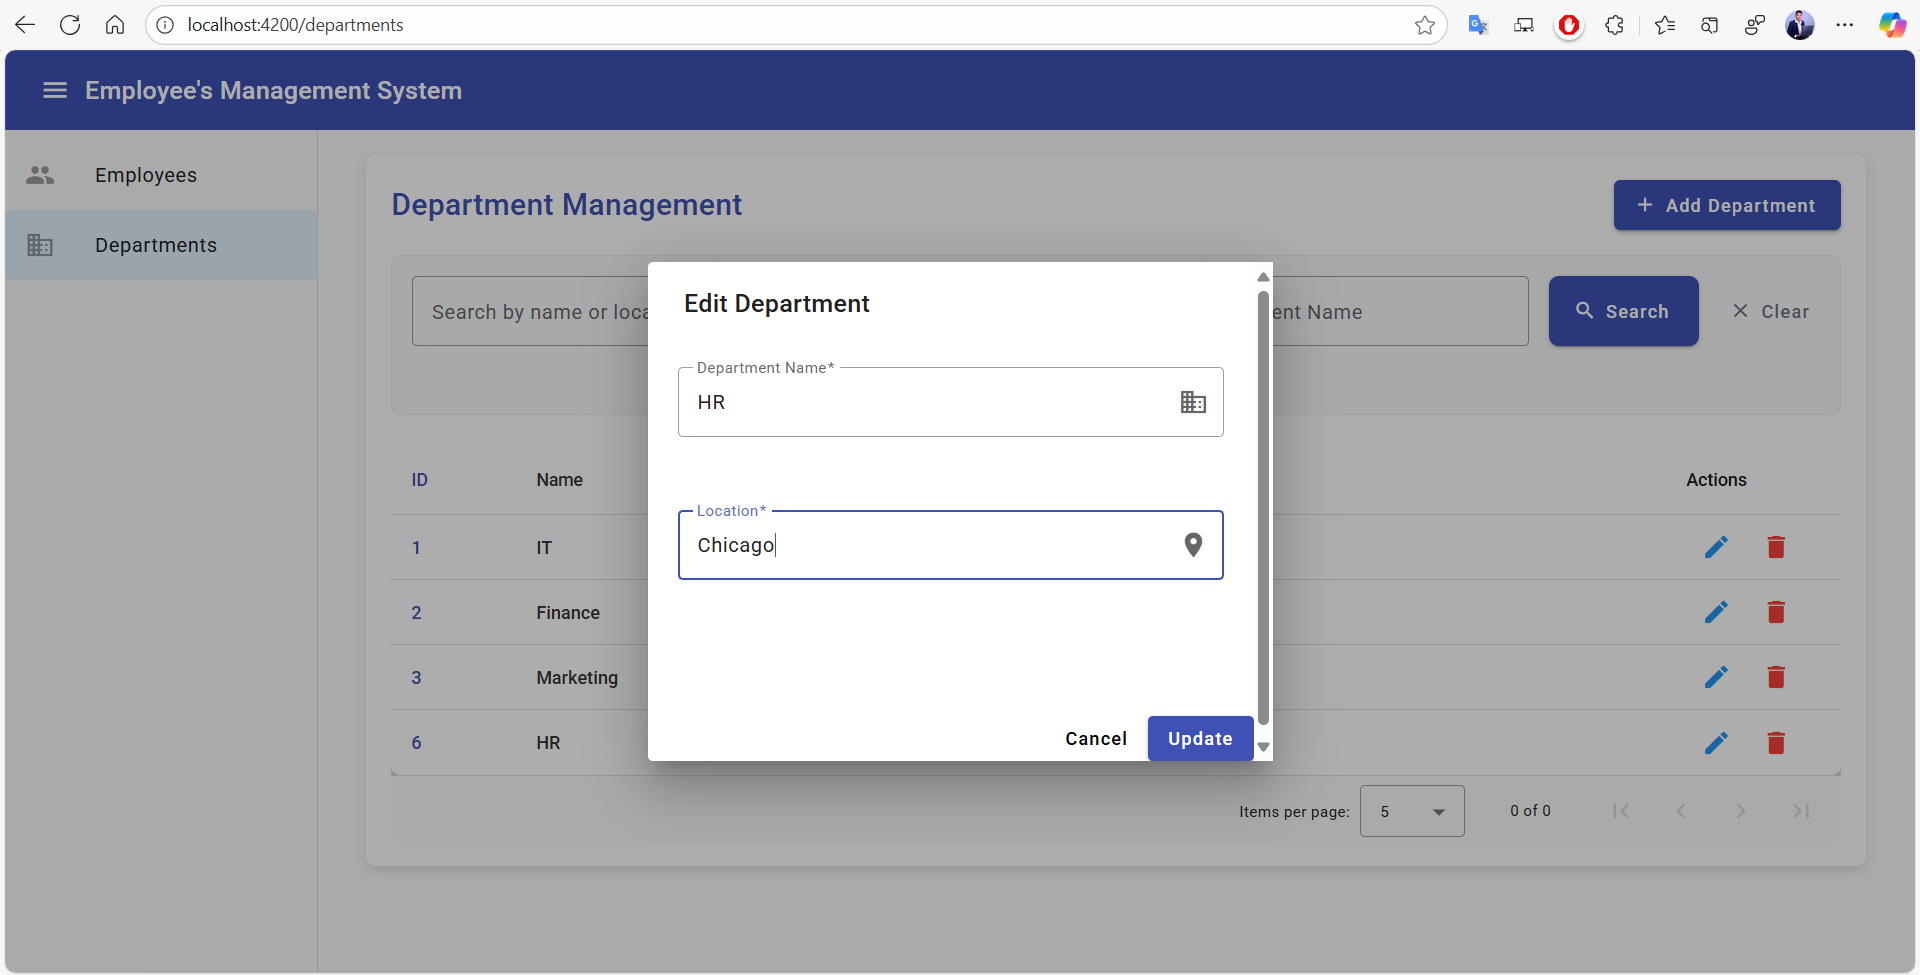 localhost:4200/departments
Employee's Management System
Employees
Departments
Department Management
+ Add Department
Search by name or loca
ent Name
Search
Clear
Edit Department
Department Name*
HR
Location*
Chicago
Cancel
Update
ID Name Actions
1 IT
2 Finance
3 Marketing
6 HR
Items per page: 5 0 of 0